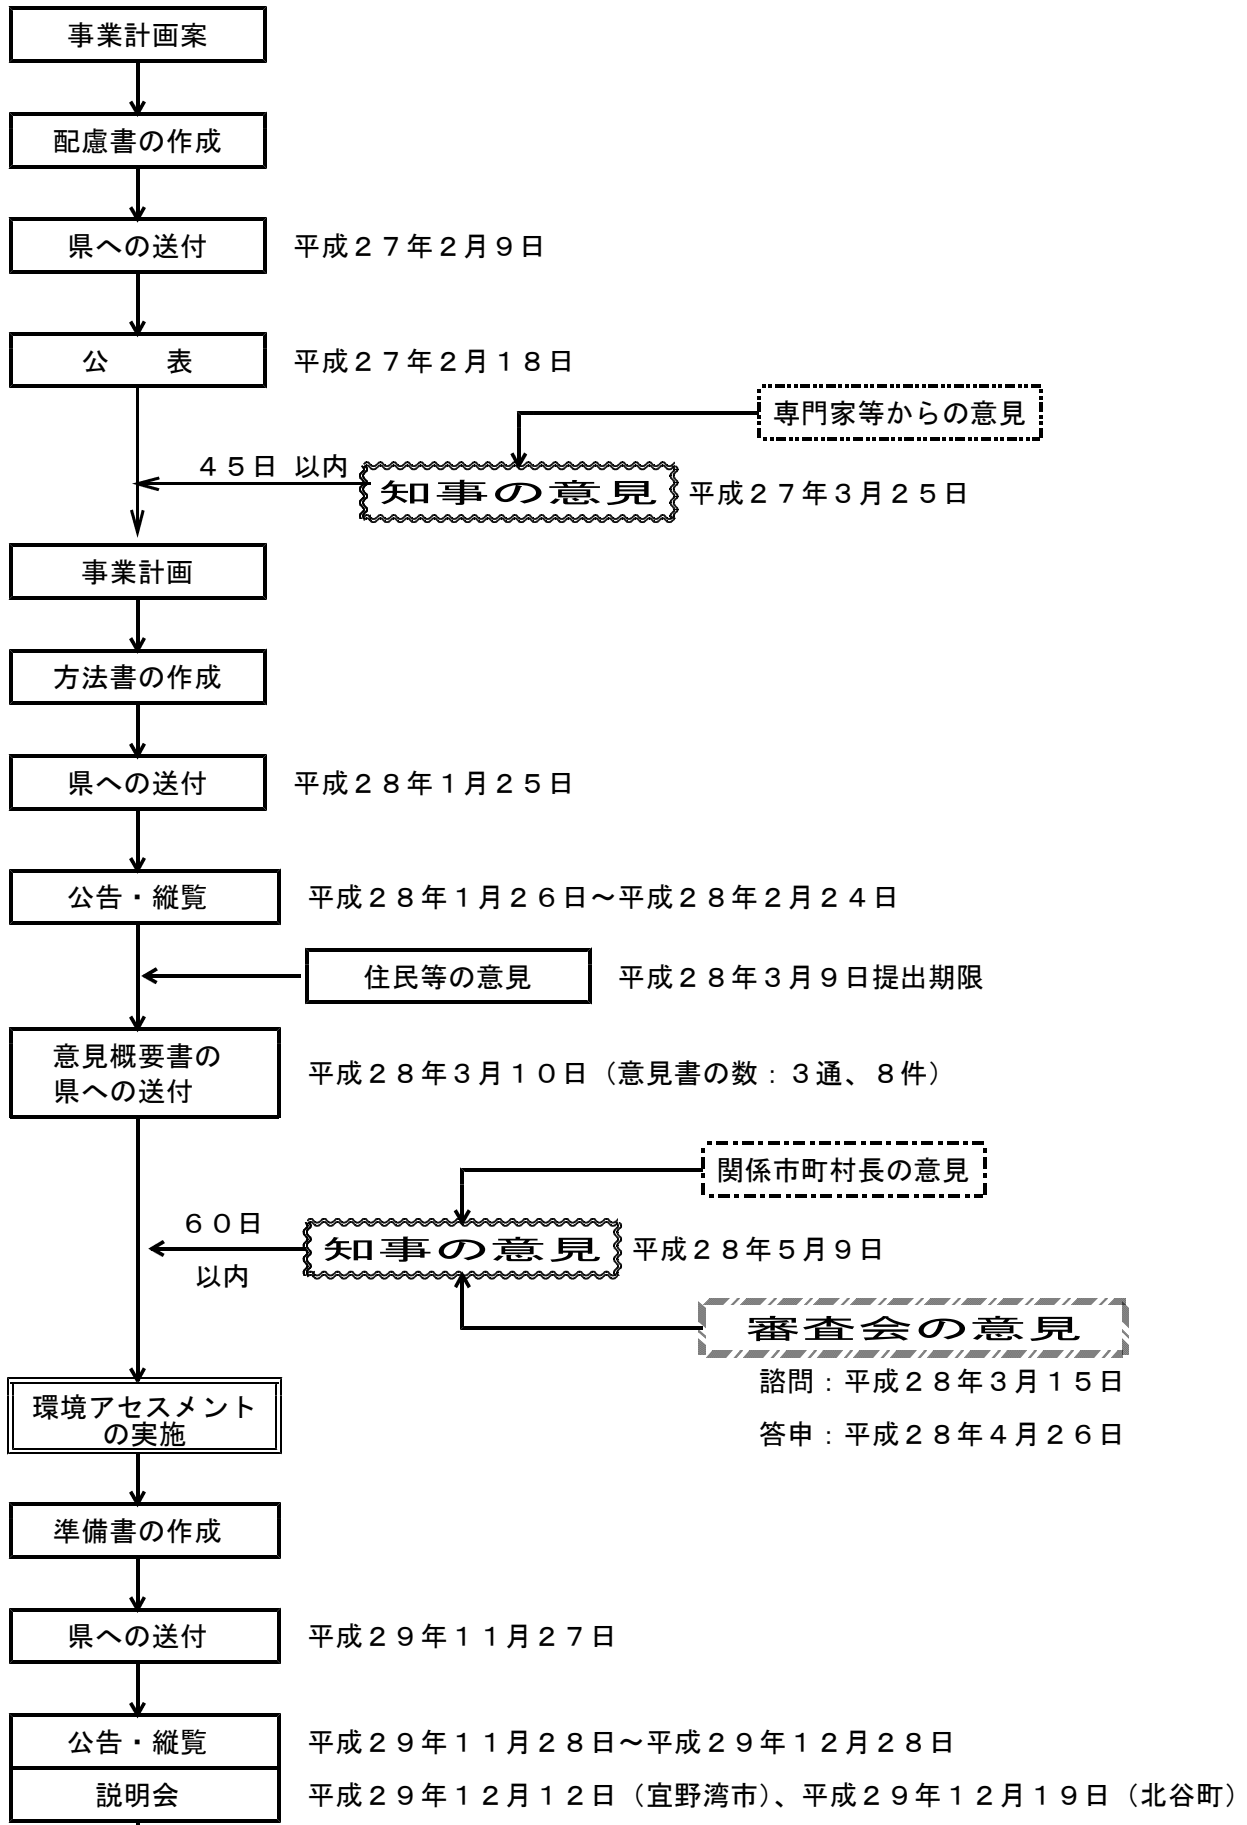 事業計画案
配慮書の作成
県への送付　平成２７年２月９日
公　　表　平成２７年２月１８日
専門家等からの意見
４５日 以内
知事の意見　平成２７年３月２５日
事業計画
方法書の作成
県への送付　平成２８年１月２５日
公告・縦覧　平成２８年１月２６日～平成２８年２月２４日
住民等の意見　平成２８年３月９日提出期限
意見概要書の
県への送付
平成２８年３月１０日（意見書の数：３通、８件）
関係市町村長の意見
６０日
以内
知事の意見　平成２８年５月９日
審査会の意見
諮問：平成２８年３月１５日
答申：平成２８年４月２６日
環境アセスメント
の実施
準備書の作成
県への送付　平成２９年１１月２７日
公告・縦覧　平成２９年１１月２８日～平成２９年１２月２８日
説明会　平成２９年１２月１２日（宜野湾市）、平成２９年１２月１９日（北谷町）